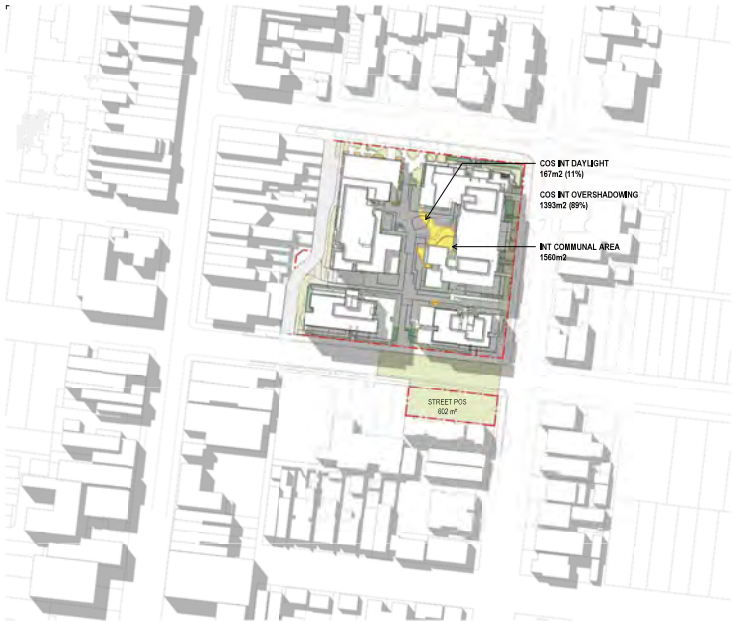 COS INT DAYLIGHT
167m2 (11%)
COS INT OVERSHADOWING
1393m2 (89%)
INT COMMUNAL AREA
1560m2
STREET POS
602 m²